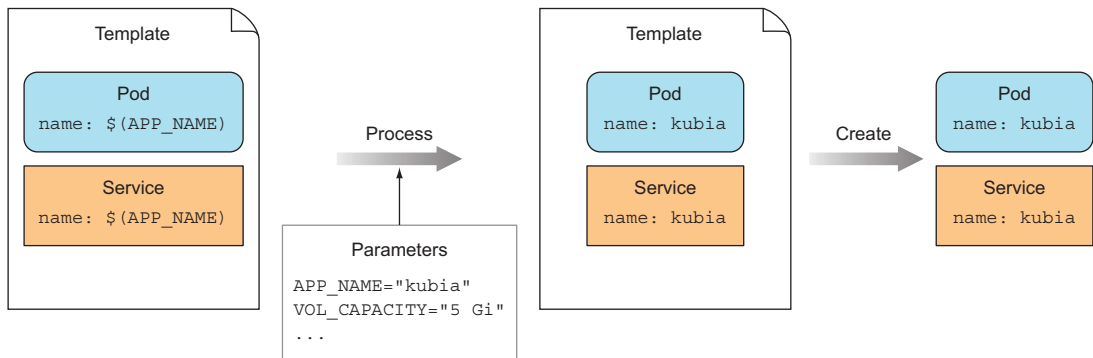 Template
Pod
name: $(APP_NAME)
Service
name: $(APP_NAME)
Process
Parameters
APP_NAME="kubia"
VOL_CAPACITY="5 Gi"
...
Template
Pod
name: kubia
Service
name: kubia
Create
Pod
name: kubia
Service
name: kubia